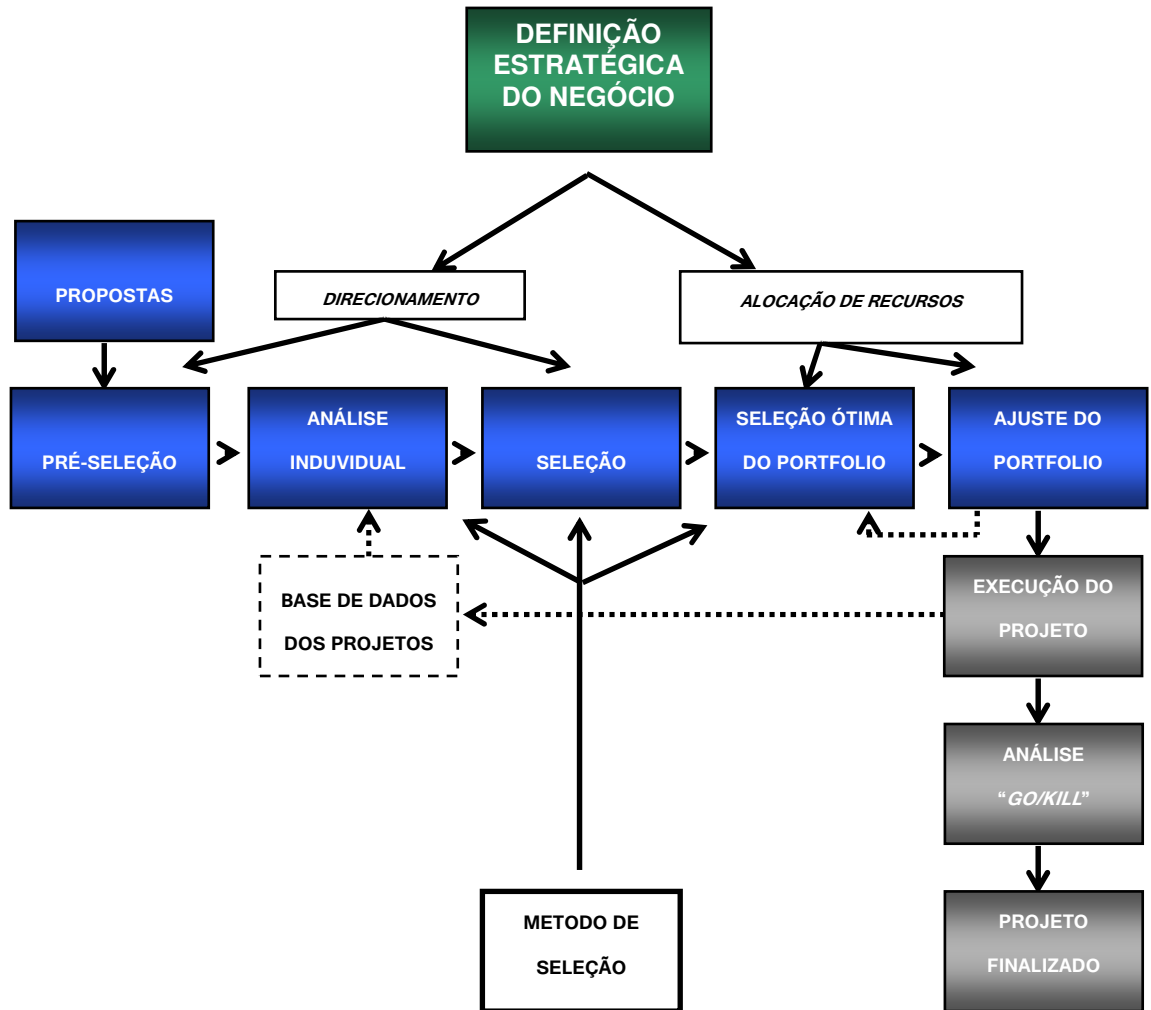 DEFINIÇÃO
ESTRATÉGICA
DO NEGÓCIO
PROPOSTAS
DIRECIONAMENTO
ALOCAÇÃO DE RECURSOS
PRÉ-SELEÇÃO
ANÁLISE
INDUVIDUAL
SELEÇÃO
SELEÇÃO ÓTIMA
DO PORTFOLIO
AJUSTE DO
PORTFOLIO
BASE DE DADOS
DOS PROJETOS
EXECUÇÃO DO
PROJETO
ANÁLISE
“GO/KILL”
METODO DE
SELEÇÃO
PROJETO
FINALIZADO